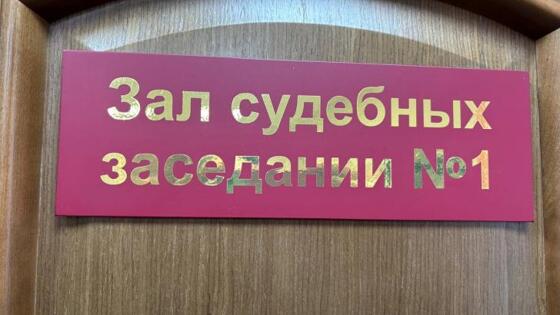 Зал судебных
заседании №1